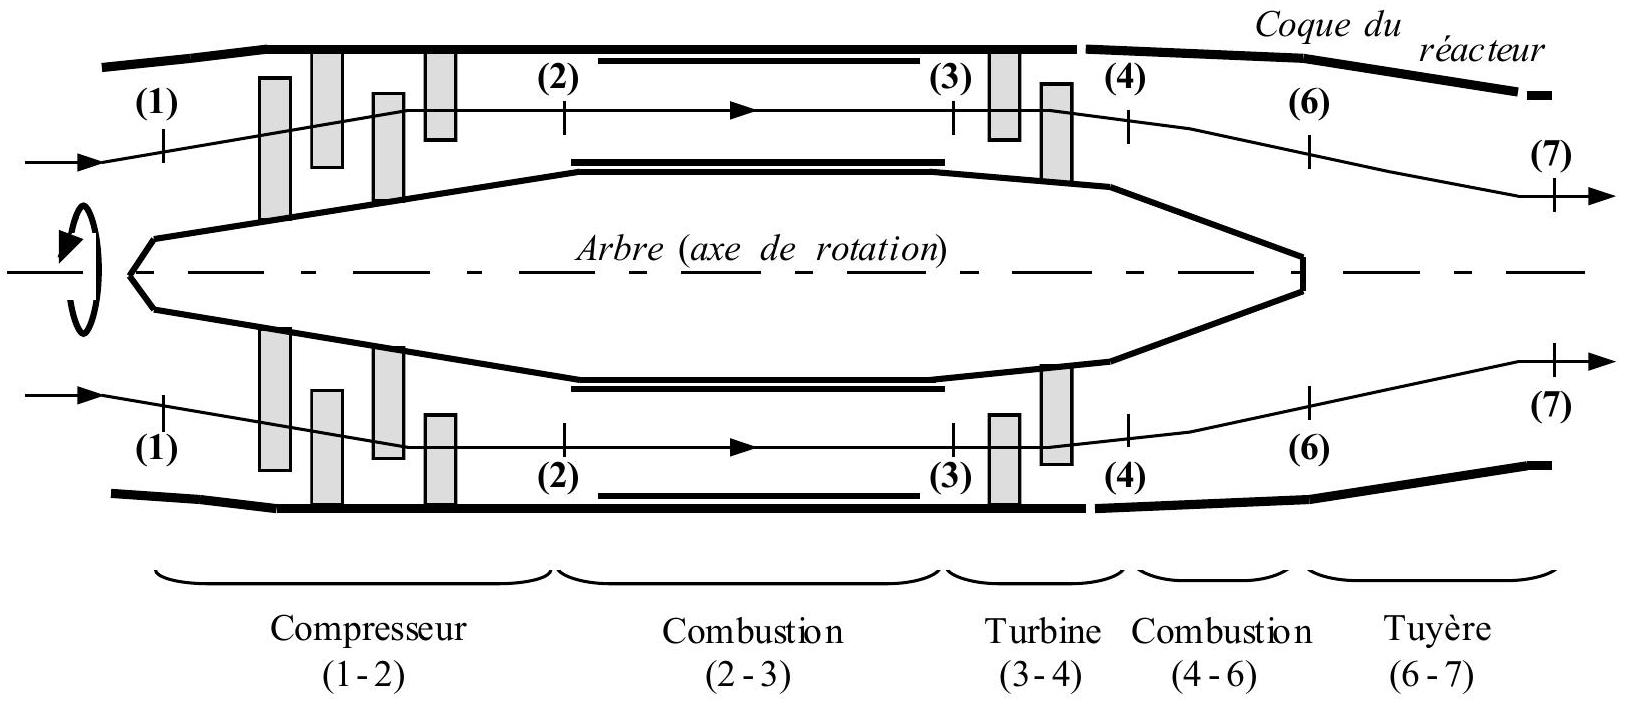 Coque du
réacteur
(1)
(2)
(3)
(4)
(6)
(7)
Arbre (axe de rotation)
(1)
(2)
(3)
(4)
(6)
(7)
Compresseur
(1-2)
Combustion
(2-3)
Turbine
(3-4)
Combustion
(4-6)
Tuyère
(6-7)